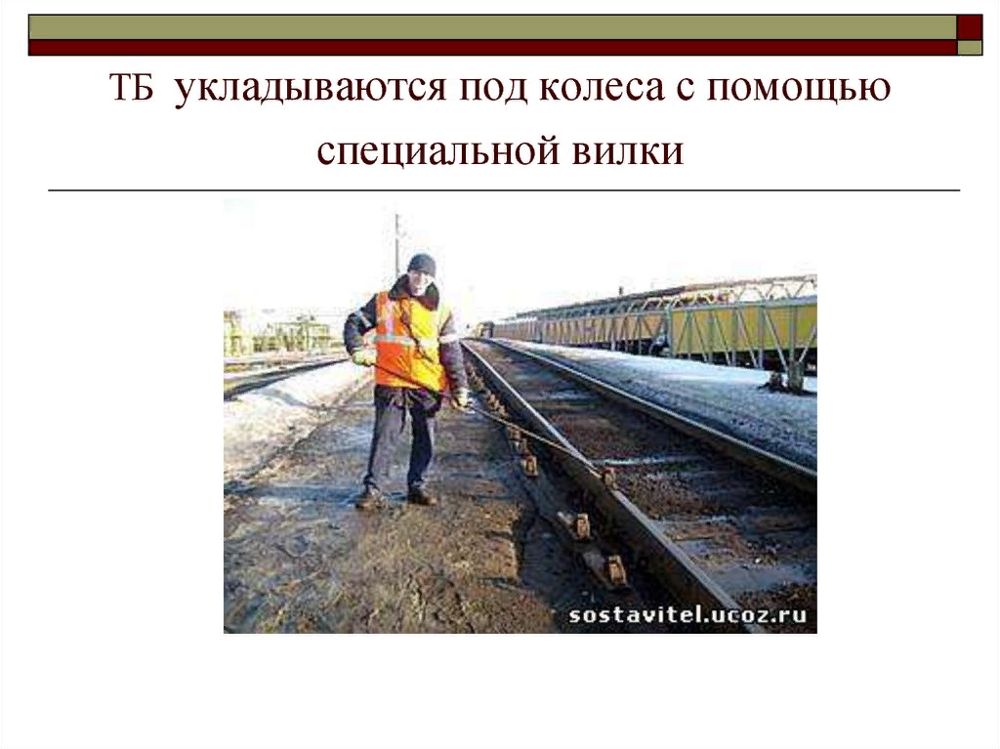 ТБ укладываются под колеса с помощью
специальной вилки
sostavitel.ucoz.ru